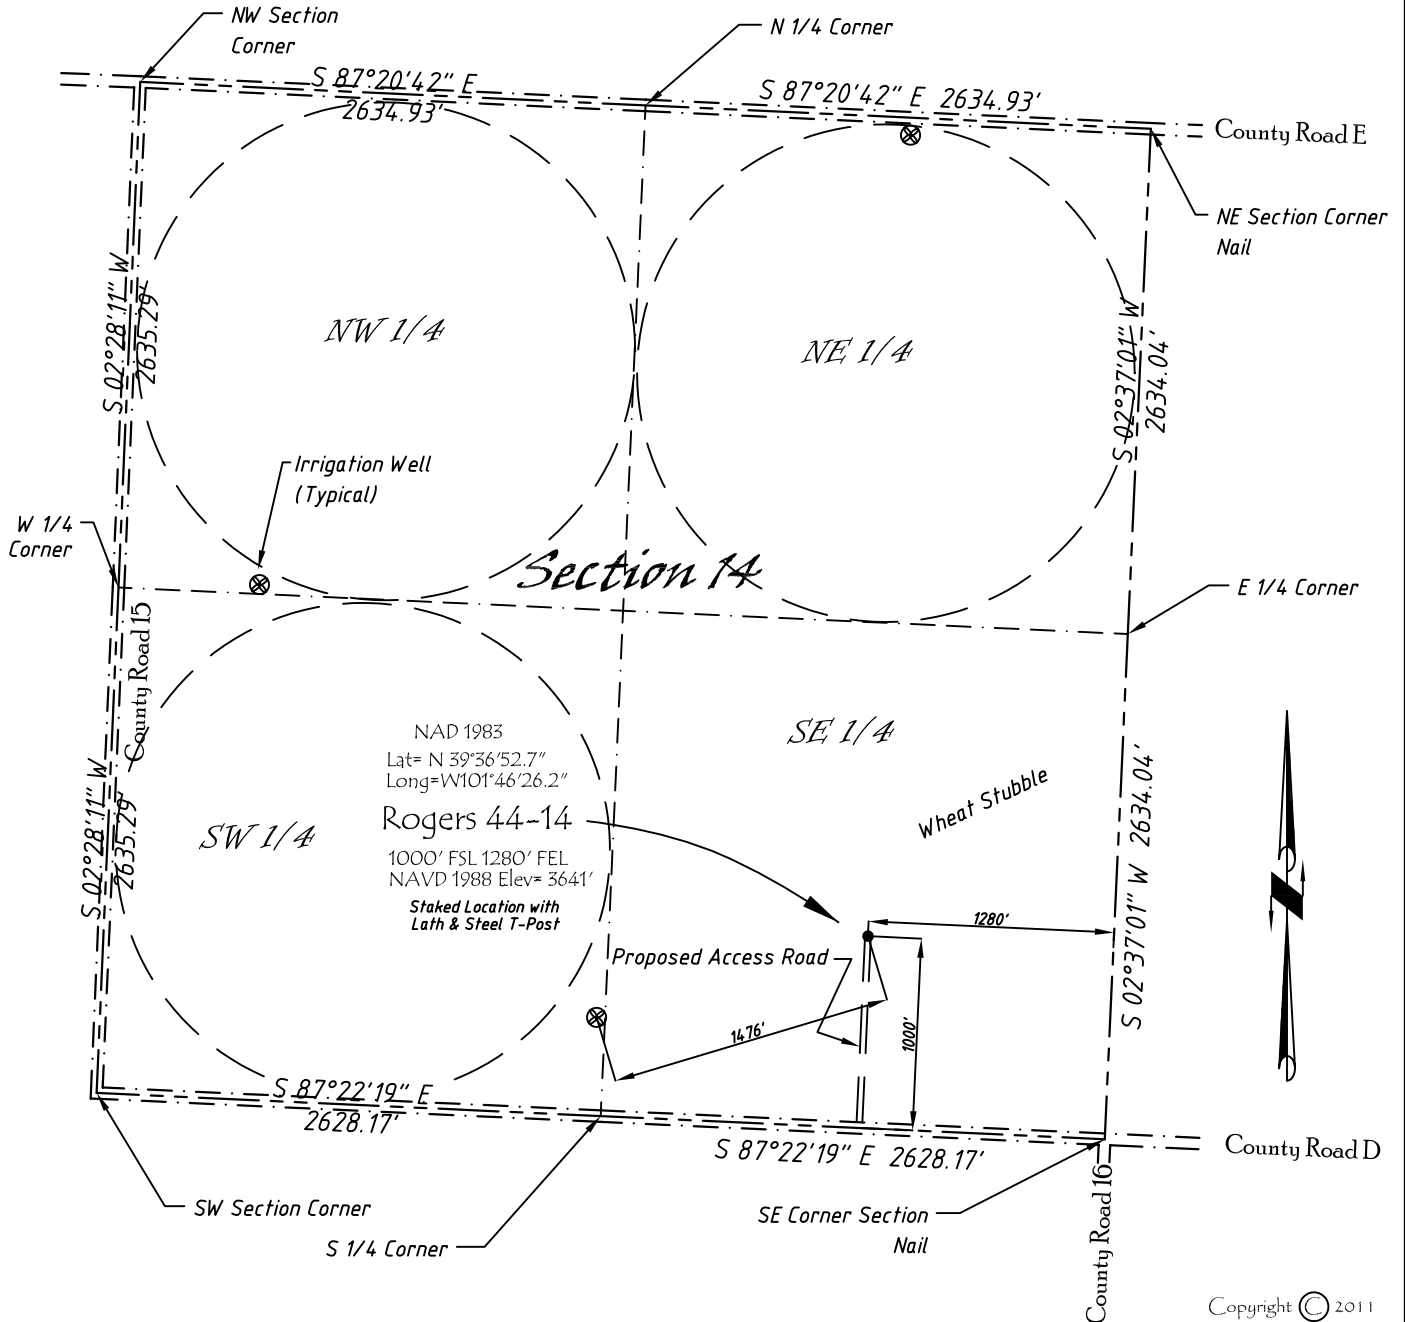 NW Section
Corner
N 1/4 Corner
S 87°20'42" E
2634.93'
S 87°20'42" E 2634.93'
County Road E
NE Section Corner
Nail
S 02°28'11" W
2635.29'
NW 1/4
NE 1/4
S 02°37'01" W
2634.04'
Irrigation Well
(Typical)
W 1/4
Corner
Section 14
E 1/4 Corner
County Road 15
NAD 1983
Lat= N 39°36'52.7"
Long=W101°46'26.2"
Rogers 44-14
1000' FSL 1280' FEL
NAVD 1988 Elev= 3641'
Staked Location with
Lath & Steel T-Post
SE 1/4
Wheat Stubble
S 02°28'11" W
2635.29'
SW 1/4
S 02°37'01" W 2634.04'
1280'
Proposed Access Road
1476'
1000'
S 87°22'19" E
2628.17'
S 87°22'19" E 2628.17'
County Road D
SW Section Corner
S 1/4 Corner
SE Corner Section
Nail
County Road 16
Copyright © 2011